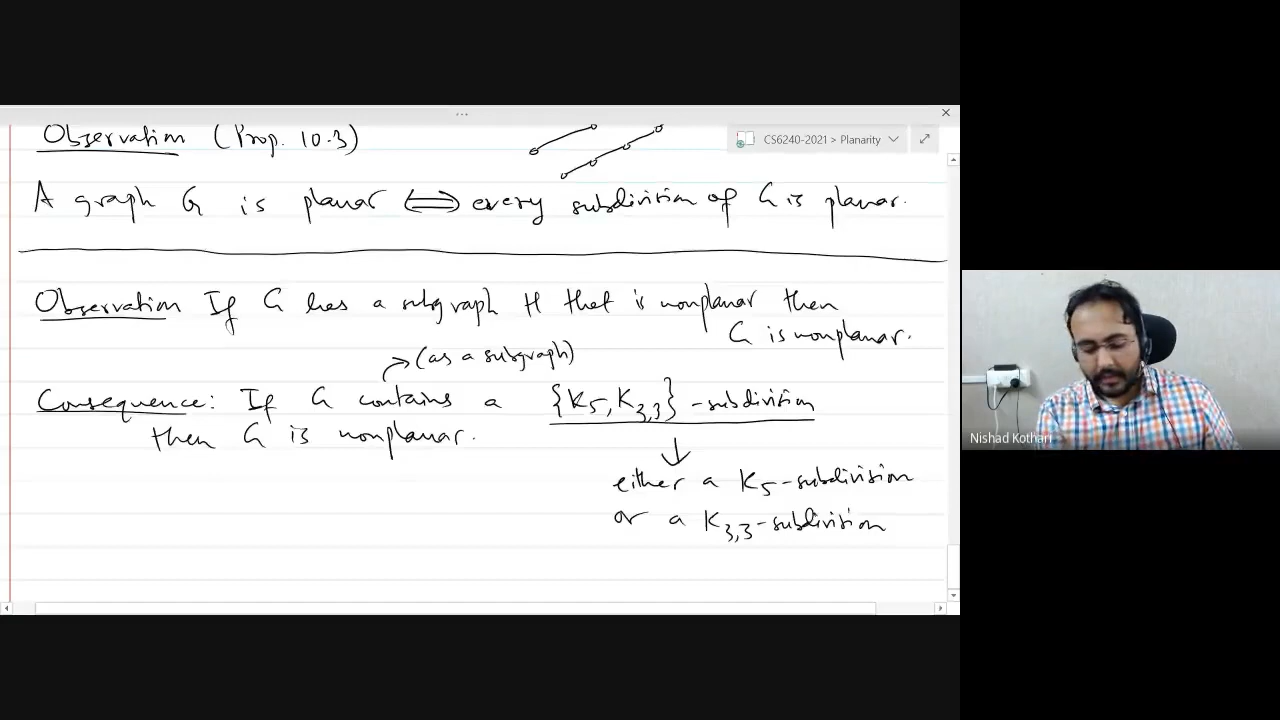 Observation (Prop. 10.3)
CS6240-2021 > Planarity
A graph G is planar ⟺ every subdivision of G is planar.
Observation If G has a subgraph H that is nonplanar then
G is nonplanar.
→ (as a subgraph)
Consequence: If G contains a {K5, K3,3}-subdivision
then G is nonplanar.
↓
either a K5-subdivision
or a K3,3-subdivision
Nishad Kothari